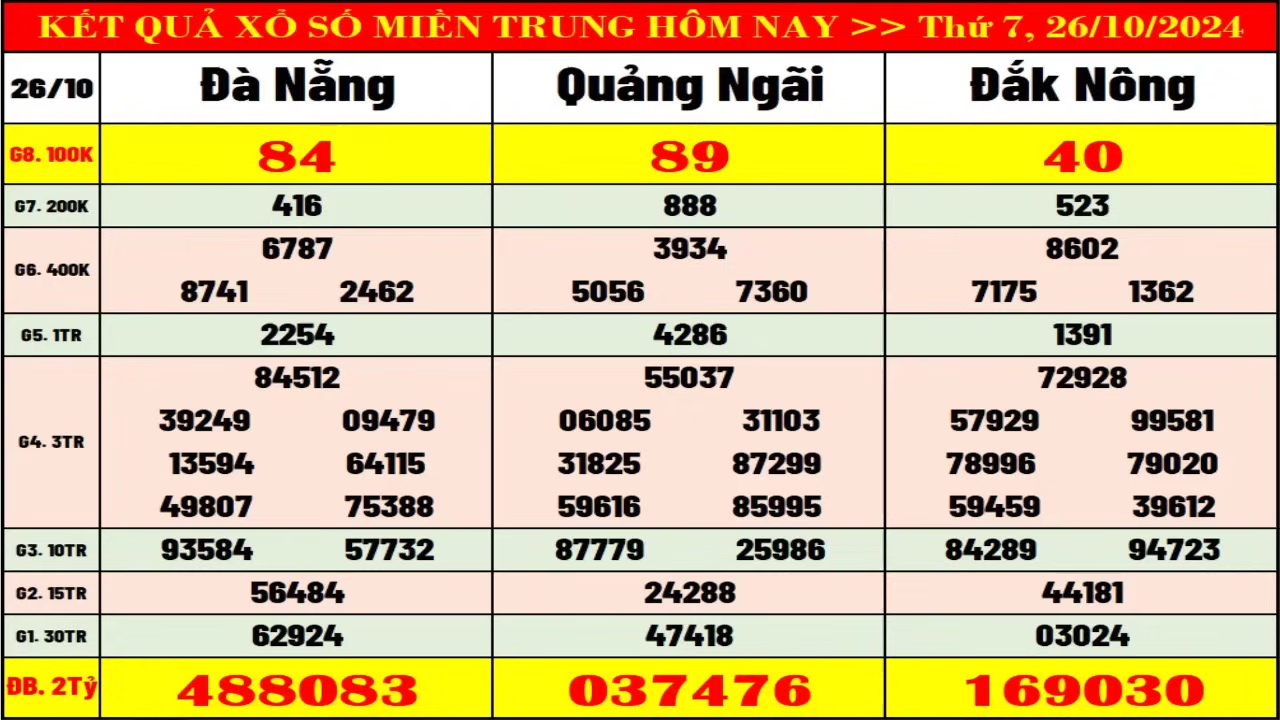 KẾT QUẢ XỔ SỐ MIỀN TRUNG HÔM NAY >> Thứ 7, 26/10/2024
26/10 Đà Nẵng Quảng Ngãi Đắk Nông
G8. 100K 84 89 40
G7. 200K 416 888 523
6787 3934 8602
G6. 400K
8741 2462 5056 7360 7175 1362
G5. 1TR 2254 4286 1391
84512 55037 72928
39249 09479 06085 31103 57929 99581
G4. 3TR
13594 64115 31825 87299 78996 79020
49807 75388 59616 85995 59459 39612
G3. 10TR 93584 57732 87779 25986 84289 94723
G2. 15TR 56484 24288 44181
G1. 30TR 62924 47418 03024
ĐB. 2Tỷ 488083 037476 169030